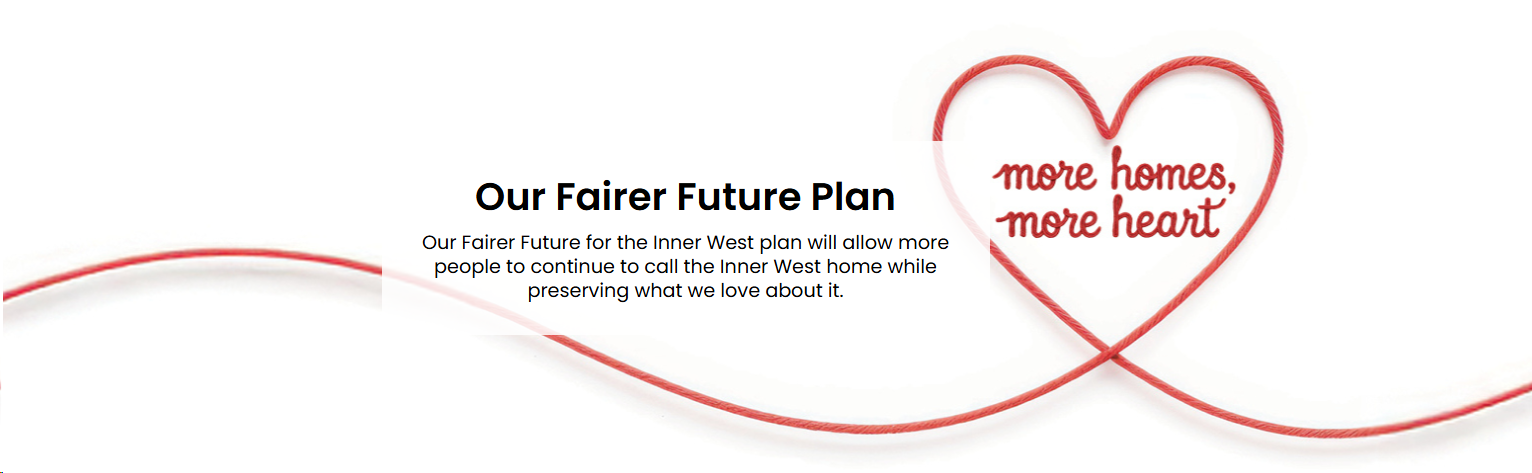 Our Fairer Future Plan
Our Fairer Future for the Inner West plan will allow more
people to continue to call the Inner West home while
preserving what we love about it.
more homes,
more heart